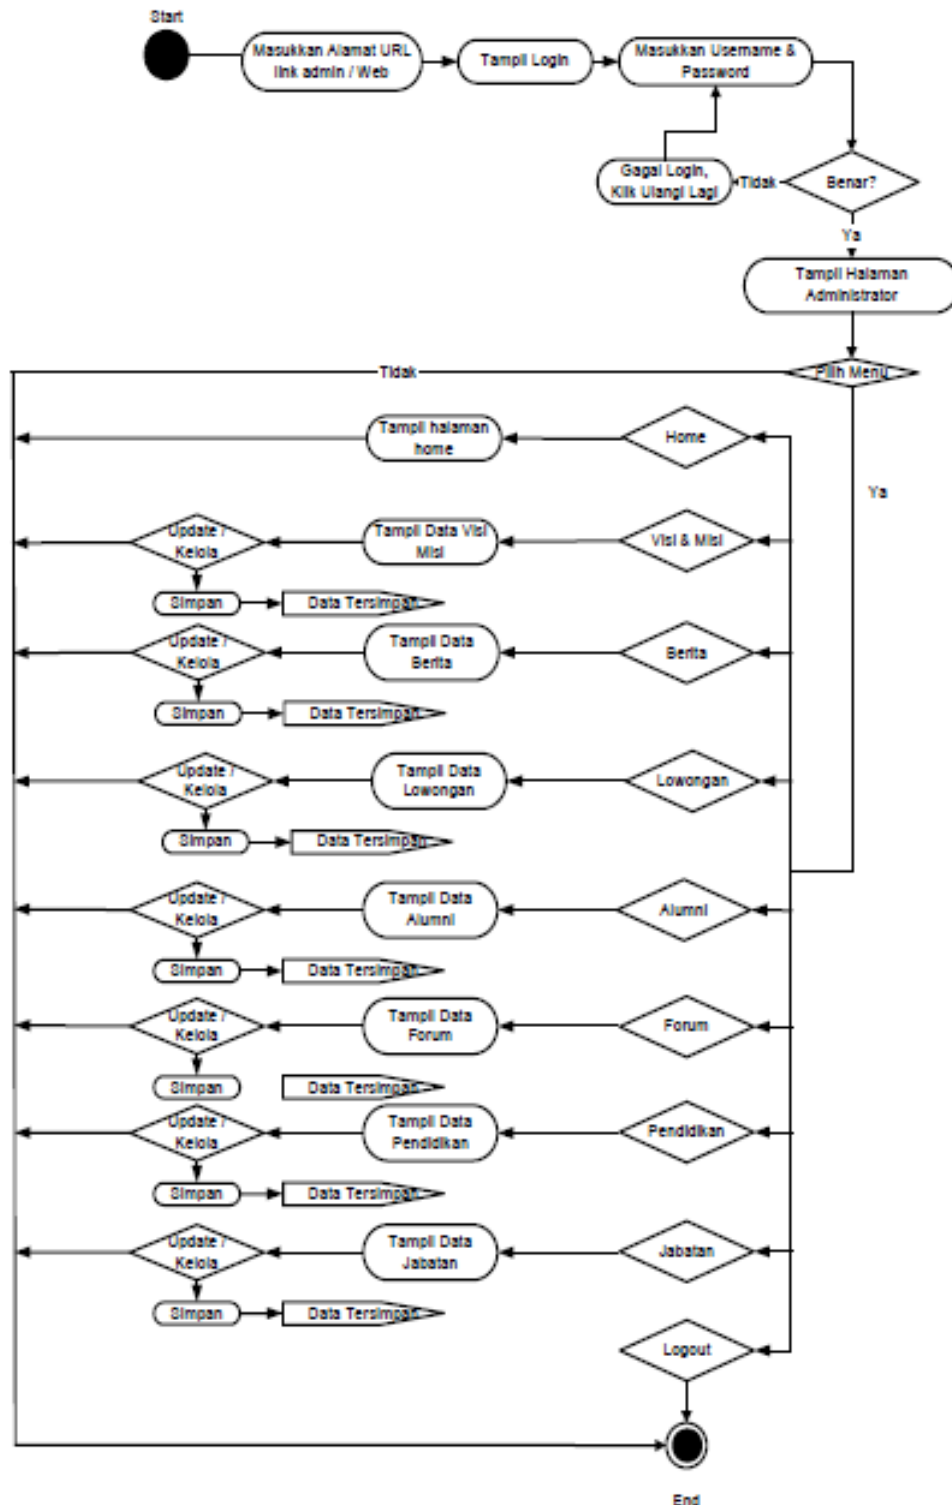 Start
Masukkan Alamat URL
link admin / Web
Tampil Login
Masukkan Username &
Password
Gagal Login,
Klik Ulangi Lagi
Tidak
Benar?
Ya
Tampil Halaman
Administrator
Tidak
Pilih Menu
Tampil halaman
home
Home
Ya
Update /
Kelola
Tampil Data Visi
Misi
Visi & Misi
Simpan
Data Tersimpan
Update /
Kelola
Tampil Data
Berita
Berita
Simpan
Data Tersimpan
Update /
Kelola
Tampil Data
Lowongan
Lowongan
Simpan
Data Tersimpan
Update /
Kelola
Tampil Data
Alumni
Alumni
Simpan
Data Tersimpan
Update /
Kelola
Tampil Data
Forum
Forum
Simpan
Data Tersimpan
Update /
Kelola
Tampil Data
Pendidikan
Pendidikan
Simpan
Data Tersimpan
Update /
Kelola
Tampil Data
Jabatan
Jabatan
Simpan
Data Tersimpan
Logout
End